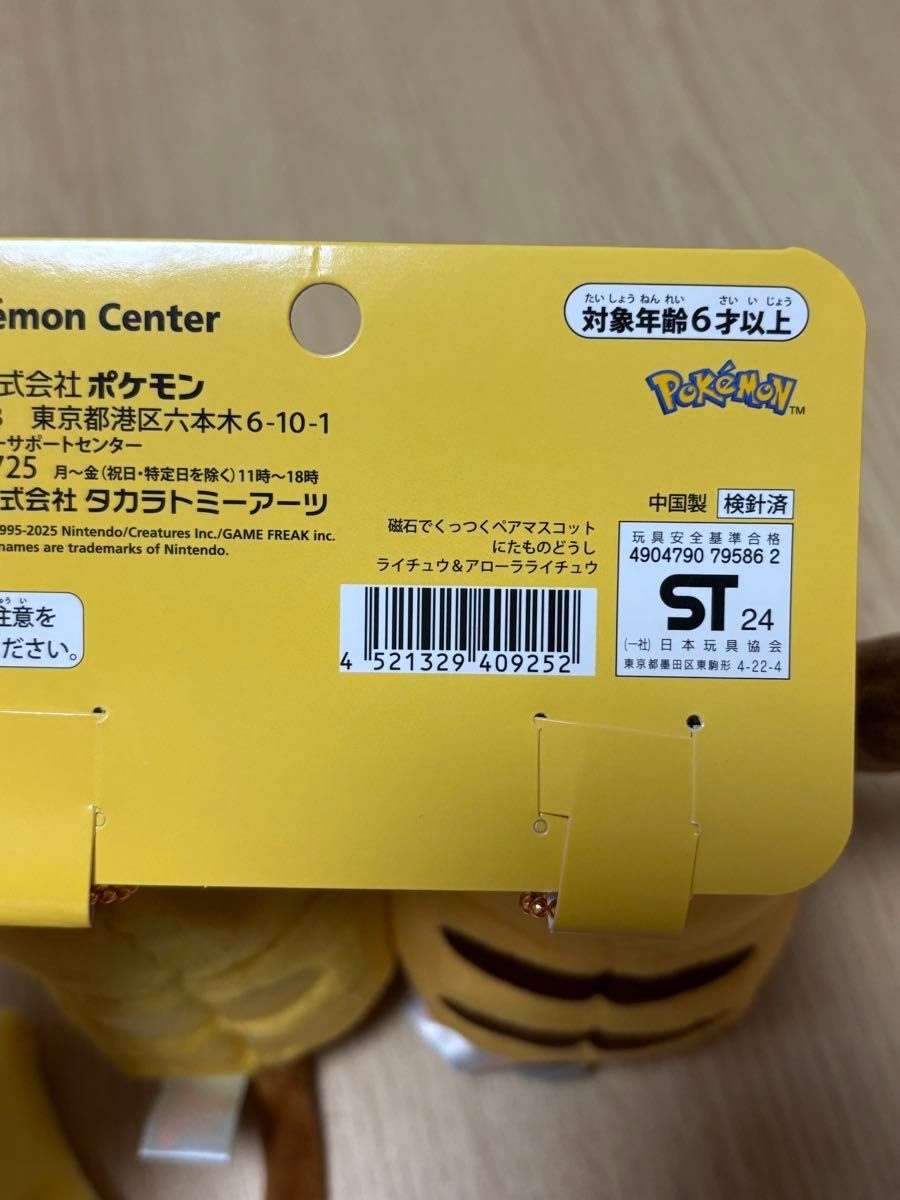 émon Center
式会社 ポケモン
東京都港区六本木6-10-1
ーサポートセンター
725 月〜金(祝日・特定日を除く)11時〜18時
式会社 タカラトミーアーツ
995-2025 Nintendo/Creatures Inc./GAME FREAK inc.
names are trademarks of Nintendo.
注意を
ださい。
たいしょうねんれい さいいじょう
対象年齢6才以上
POKéMON TM
中国製 検針済
磁石でくっつくペアマスコット
にたものどうし
ライチュウ&アローラライチュウ
4 521329 409252
玩具安全基準合格
4904790 79586 2
ST 24
(一社)日本玩具協会
東京都墨田区東駒形 4-22-4